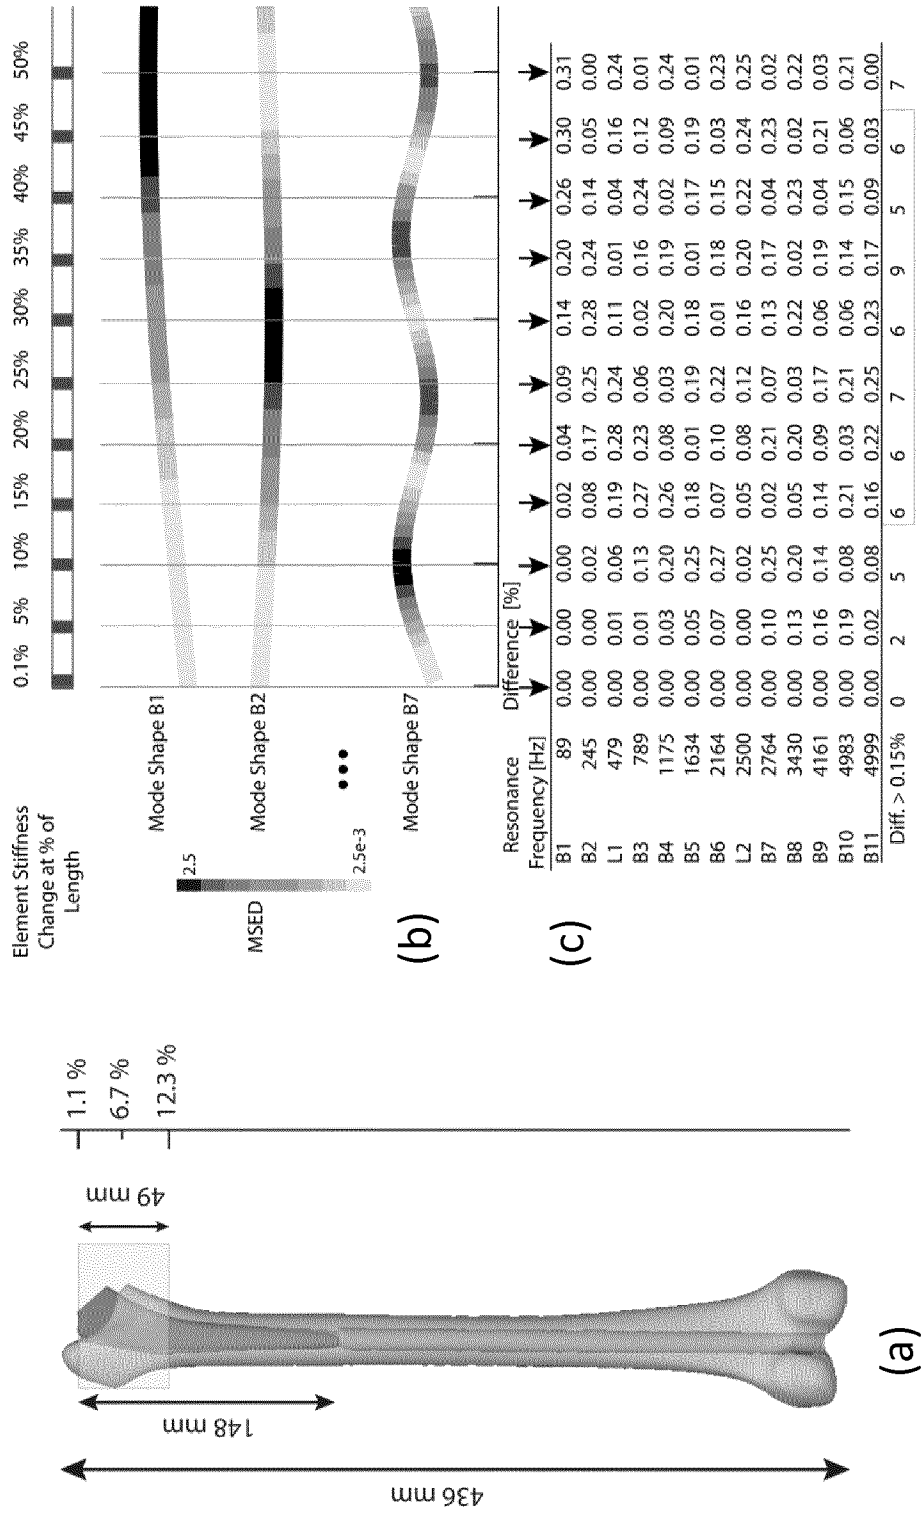 436 mm
148 mm
49 mm
1.1 %
6.7 %
12.3 %
(a)
Element Stiffness
Change at % of
Length
0.1% 5% 10% 15% 20% 25% 30% 35% 40% 45% 50%
Mode Shape B1
Mode Shape B2
•••
Mode Shape B7
MSED
2.5
2.5e-3
(b)
(c)
Resonance Difference [%]
Frequency [Hz]
B1 89 0.00 0.00 0.00 0.02 0.04 0.09 0.14 0.20 0.26 0.30 0.31
B2 245 0.00 0.00 0.02 0.08 0.17 0.25 0.28 0.24 0.14 0.05 0.00
L1 479 0.00 0.01 0.06 0.19 0.28 0.24 0.11 0.01 0.04 0.16 0.24
B3 789 0.00 0.01 0.13 0.27 0.23 0.06 0.02 0.16 0.24 0.12 0.01
B4 1175 0.00 0.03 0.20 0.26 0.08 0.03 0.20 0.19 0.02 0.09 0.24
B5 1634 0.00 0.05 0.25 0.18 0.01 0.19 0.18 0.01 0.17 0.19 0.01
B6 2164 0.00 0.07 0.27 0.07 0.10 0.22 0.01 0.18 0.15 0.03 0.23
L2 2500 0.00 0.00 0.02 0.05 0.08 0.12 0.16 0.20 0.22 0.24 0.25
B7 2764 0.00 0.10 0.25 0.02 0.21 0.07 0.13 0.17 0.04 0.23 0.02
B8 3430 0.00 0.13 0.20 0.05 0.20 0.03 0.22 0.02 0.23 0.02 0.22
B9 4161 0.00 0.16 0.14 0.14 0.09 0.17 0.06 0.19 0.04 0.21 0.03
B10 4983 0.00 0.19 0.08 0.21 0.03 0.21 0.06 0.14 0.15 0.06 0.21
B11 4999 0.00 0.02 0.08 0.16 0.22 0.25 0.23 0.17 0.09 0.03 0.00
Diff. > 0.15% 0 2 5 6 6 7 6 9 5 6 7